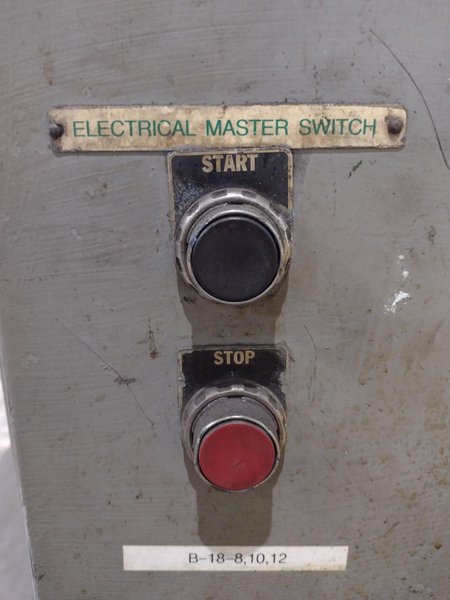 ELECTRICAL MASTER SWITCH
START
STOP
B-18-8,10,12